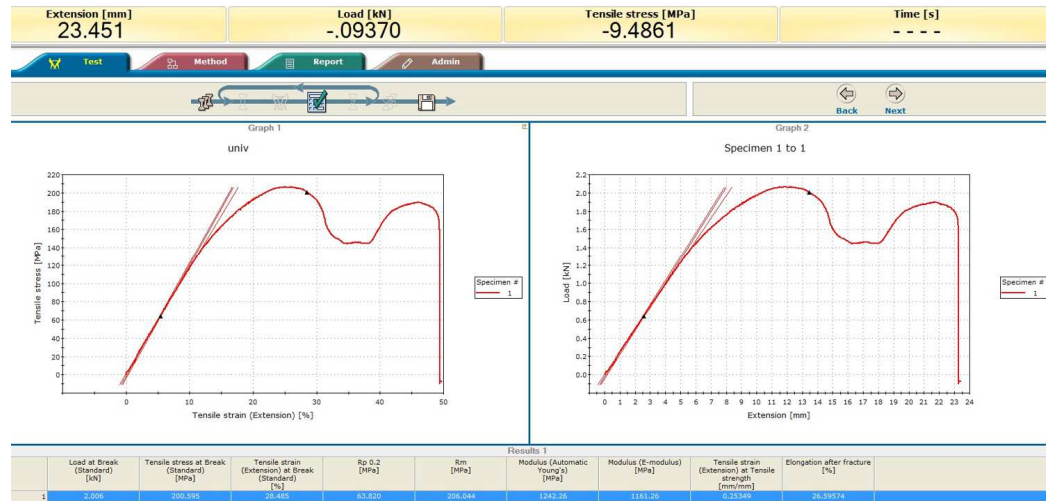 Extension [mm] Load [kN] Tensile stress [MPa] Time [s]
23.451 -.09370 -9.4861 - - - -
Test Method Report Admin
Back Next
Graph 1
univ
220
200
180
160
140
120
100
80
60
40
20
0
Tensile stress [MPa]
0 10 20 30 40 50
Tensile strain (Extension) [%]
Specimen #
1
Graph 2
Specimen 1 to 1
2.2
2.0
1.8
1.6
1.4
1.2
1.0
0.8
0.6
0.4
0.2
0.0
Load [kN]
0 1 2 3 4 5 6 7 8 9 10 11 12 13 14 15 16 17 18 19 20 21 22 23 24
Extension [mm]
Specimen #
1
Results 1
Load at Break Tensile stress at Break Tensile strain Rp 0.2 Rm Modulus (Automatic Modulus (E-modulus) Tensile strain Elongation after fracture
(Standard) (Standard) (Extension) at Break [MPa] [MPa] Young's) [MPa] (Extension) at Tensile [%]
[kN] [MPa] (Standard) [MPa] strength
[%] [mm/mm]
1 2.006 200.595 28.485 63.820 206.044 1242.26 1161.26 0.25349 26.59574